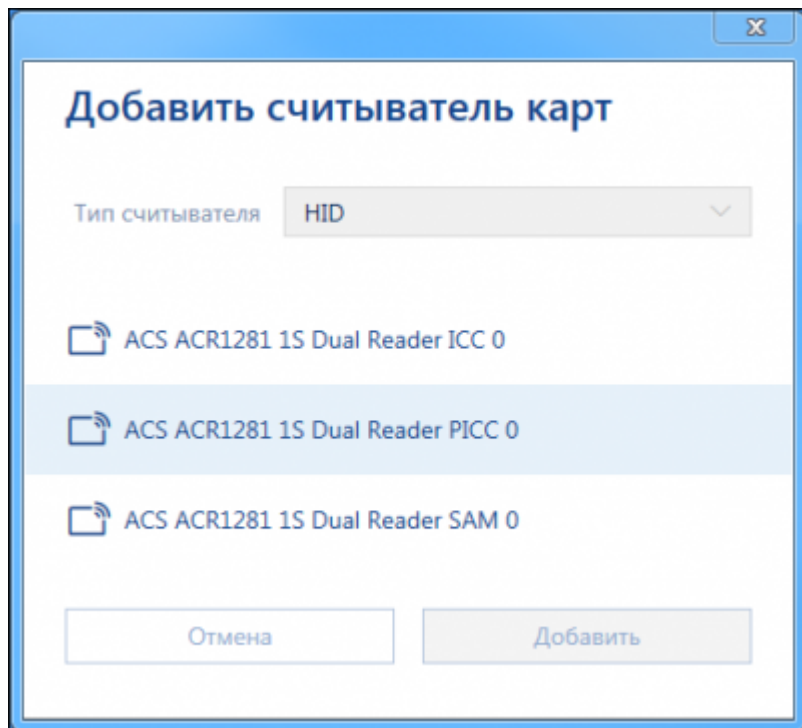 Добавить считыватель карт
Тип считывателя HID
ACS ACR1281 1S Dual Reader ICC 0
ACS ACR1281 1S Dual Reader PICC 0
ACS ACR1281 1S Dual Reader SAM 0
Отмена Добавить